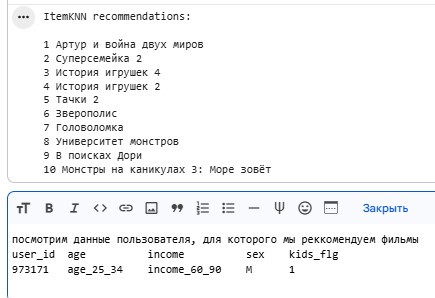 ItemKNN recommendations:
1 Артур и война двух миров
2 Суперсемейка 2
3 История игрушек 4
4 История игрушек 2
5 Тачки 2
6 Зверополис
7 Головоломка
8 Университет монстров
9 В поисках Дори
10 Монстры на каникулах 3: Море зовёт
Закрыть
посмотрим данные пользователя, для которого мы реккомендуем фильмы
user_id age income sex kids_flg
973171 age_25_34 income_60_90 М 1